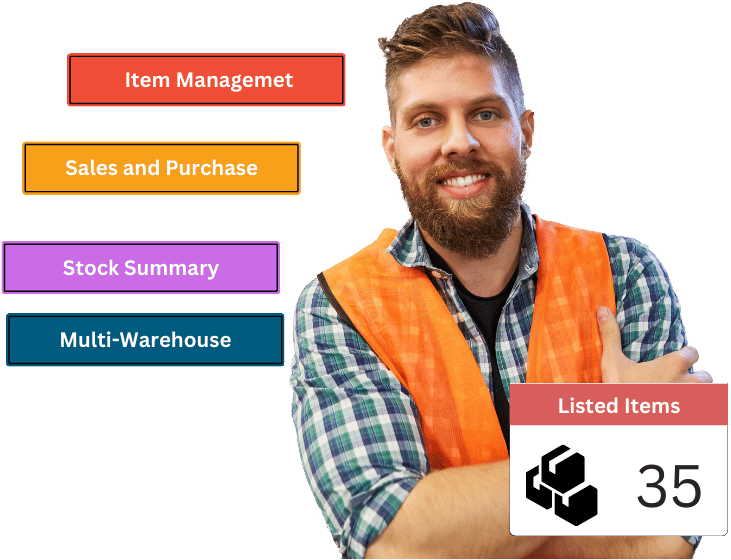 Item Managemet
Sales and Purchase
Stock Summary
Multi-Warehouse
Listed Items
35